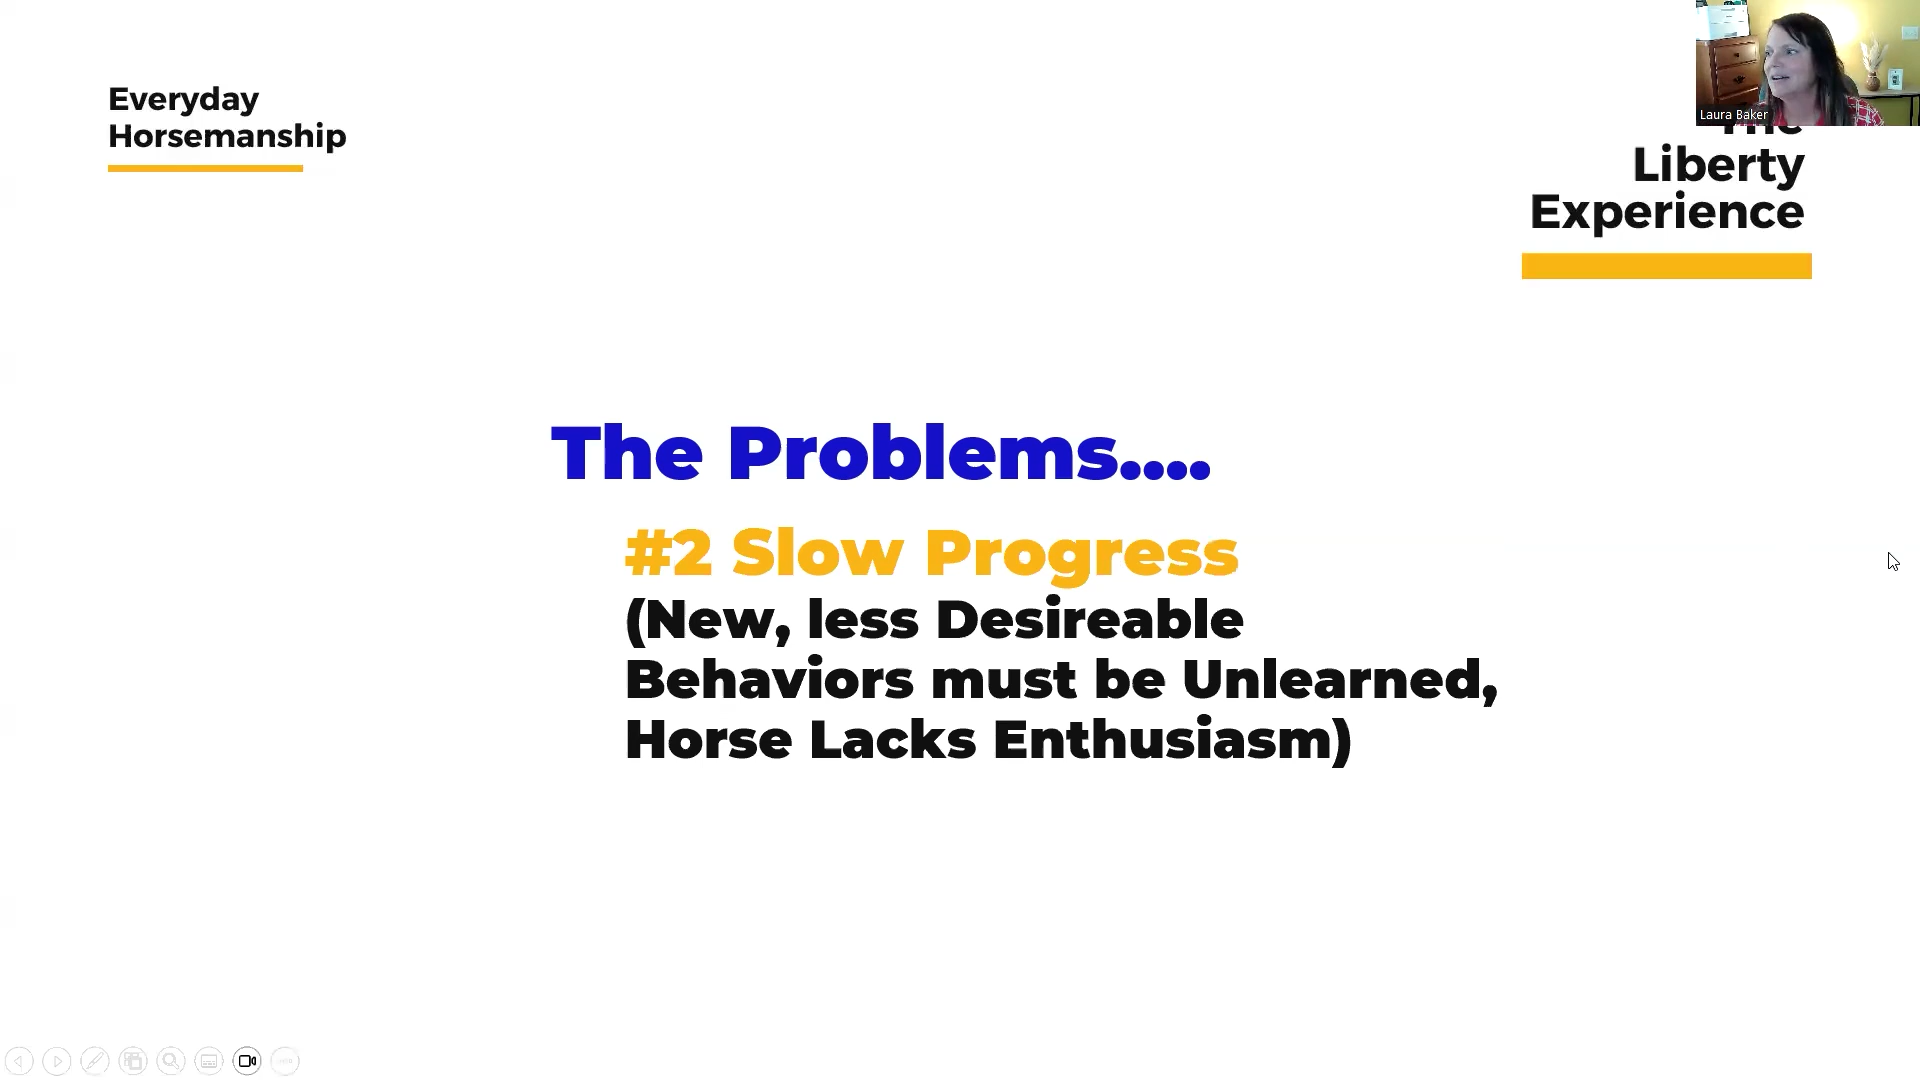 Everyday
Horsemanship
Laura Baker
The
Liberty
Experience
The Problems....
#2 Slow Progress
(New, less Desireable
Behaviors must be Unlearned,
Horse Lacks Enthusiasm)